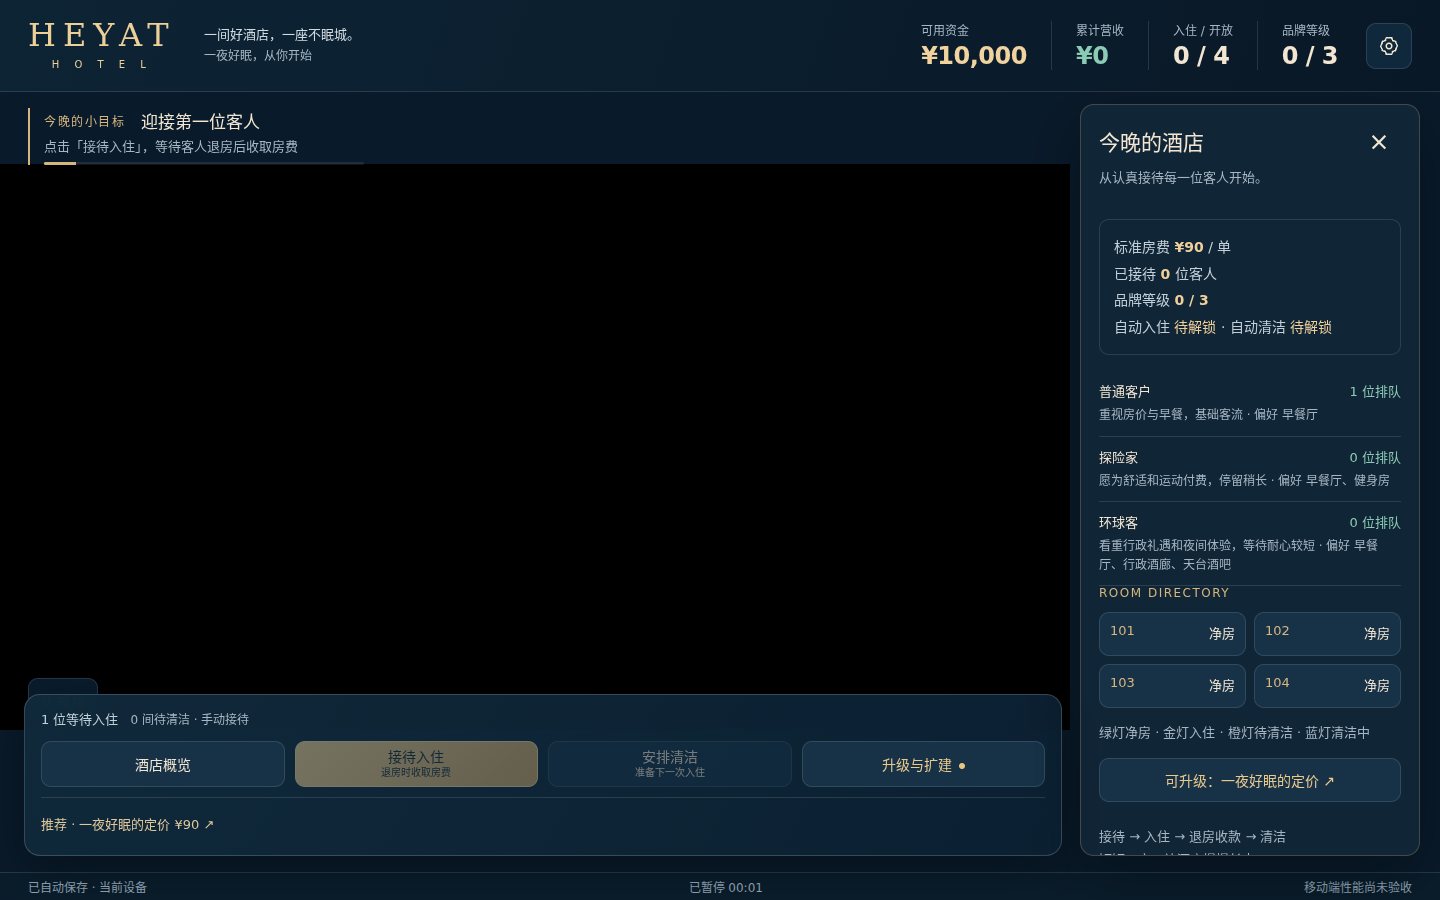 HEYAT
HOTEL
一间好酒店，一座不眠城。
一夜好眠，从你开始
可用资金
¥10,000
累计营收
¥0
入住 / 开放
0 / 4
品牌等级
0 / 3
今晚的小目标 迎接第一位客人
点击「接待入住」，等待客人退房后收取房费
今晚的酒店
从认真接待每一位客人开始。
标准房费 ¥90 / 单
已接待 0 位客人
品牌等级 0 / 3
自动入住 待解锁 · 自动清洁 待解锁
普通客户 1 位排队
重视房价与早餐，基础客流 · 偏好 早餐厅
探险家 0 位排队
愿为舒适和运动付费，停留稍长 · 偏好 早餐厅、健身房
环球客 0 位排队
看重行政礼遇和夜间体验，等待耐心较短 · 偏好 早餐
厅、行政酒廊、天台酒吧
ROOM DIRECTORY
101 净房
102 净房
103 净房
104 净房
绿灯净房 · 金灯入住 · 橙灯待清洁 · 蓝灯清洁中
可升级：一夜好眠的定价 ↗
接待 → 入住 → 退房收款 → 清洁
1 位等待入住 0 间待清洁 · 手动接待
酒店概览
接待入住
退房时收取房费
安排清洁
准备下一次入住
升级与扩建
推荐 · 一夜好眠的定价 ¥90 ↗
已自动保存 · 当前设备
已暂停 00:01
移动端性能尚未验收